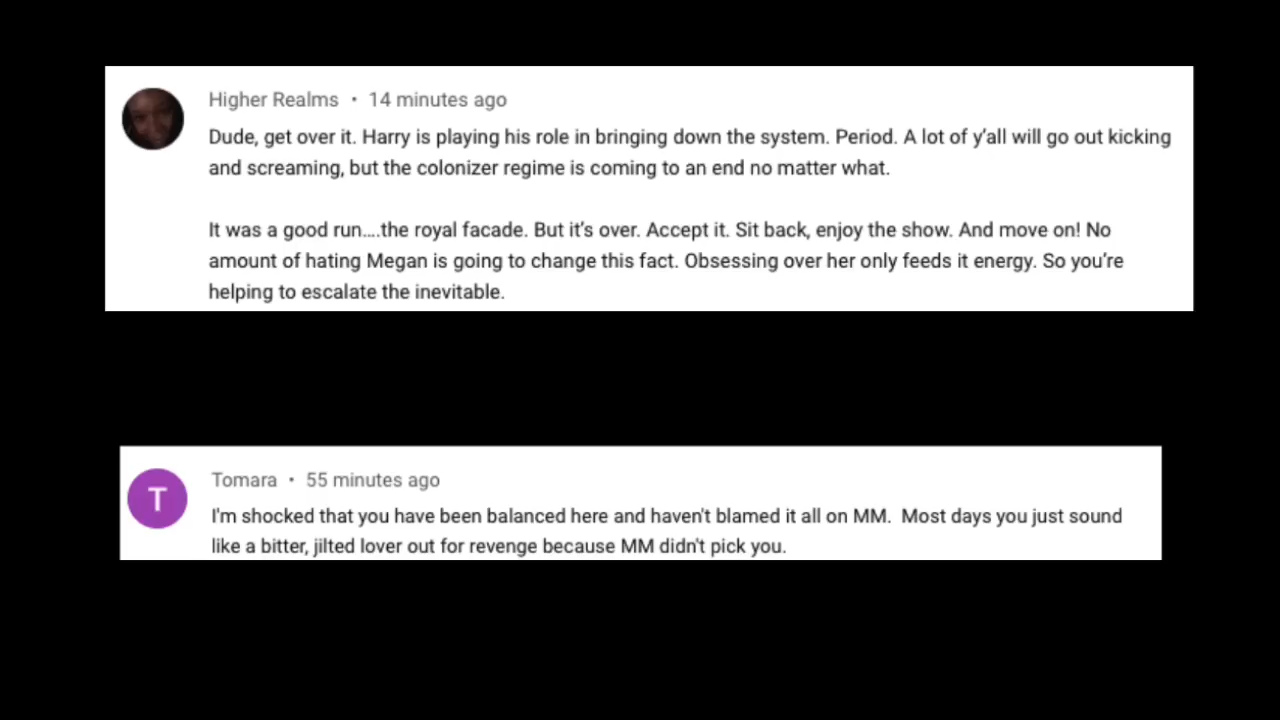 Higher Realms • 14 minutes ago
Dude, get over it. Harry is playing his role in bringing down the system. Period. A lot of y’all will go out kicking
and screaming, but the colonizer regime is coming to an end no matter what.
It was a good run....the royal facade. But it’s over. Accept it. Sit back, enjoy the show. And move on! No
amount of hating Megan is going to change this fact. Obsessing over her only feeds it energy. So you’re
helping to escalate the inevitable.
T
Tomara • 55 minutes ago
I'm shocked that you have been balanced here and haven't blamed it all on MM.  Most days you just sound
like a bitter, jilted lover out for revenge because MM didn't pick you.